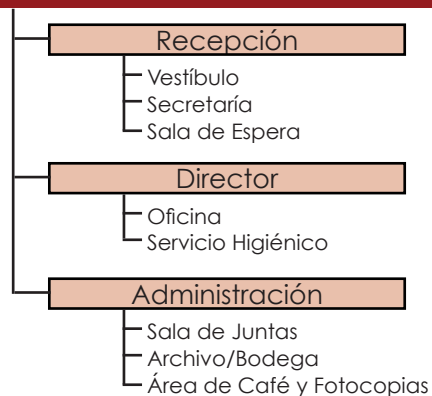 Recepción
Vestíbulo
Secretaría
Sala de Espera
Director
Oficina
Servicio Higiénico
Administración
Sala de Juntas
Archivo/Bodega
Área de Café y Fotocopias